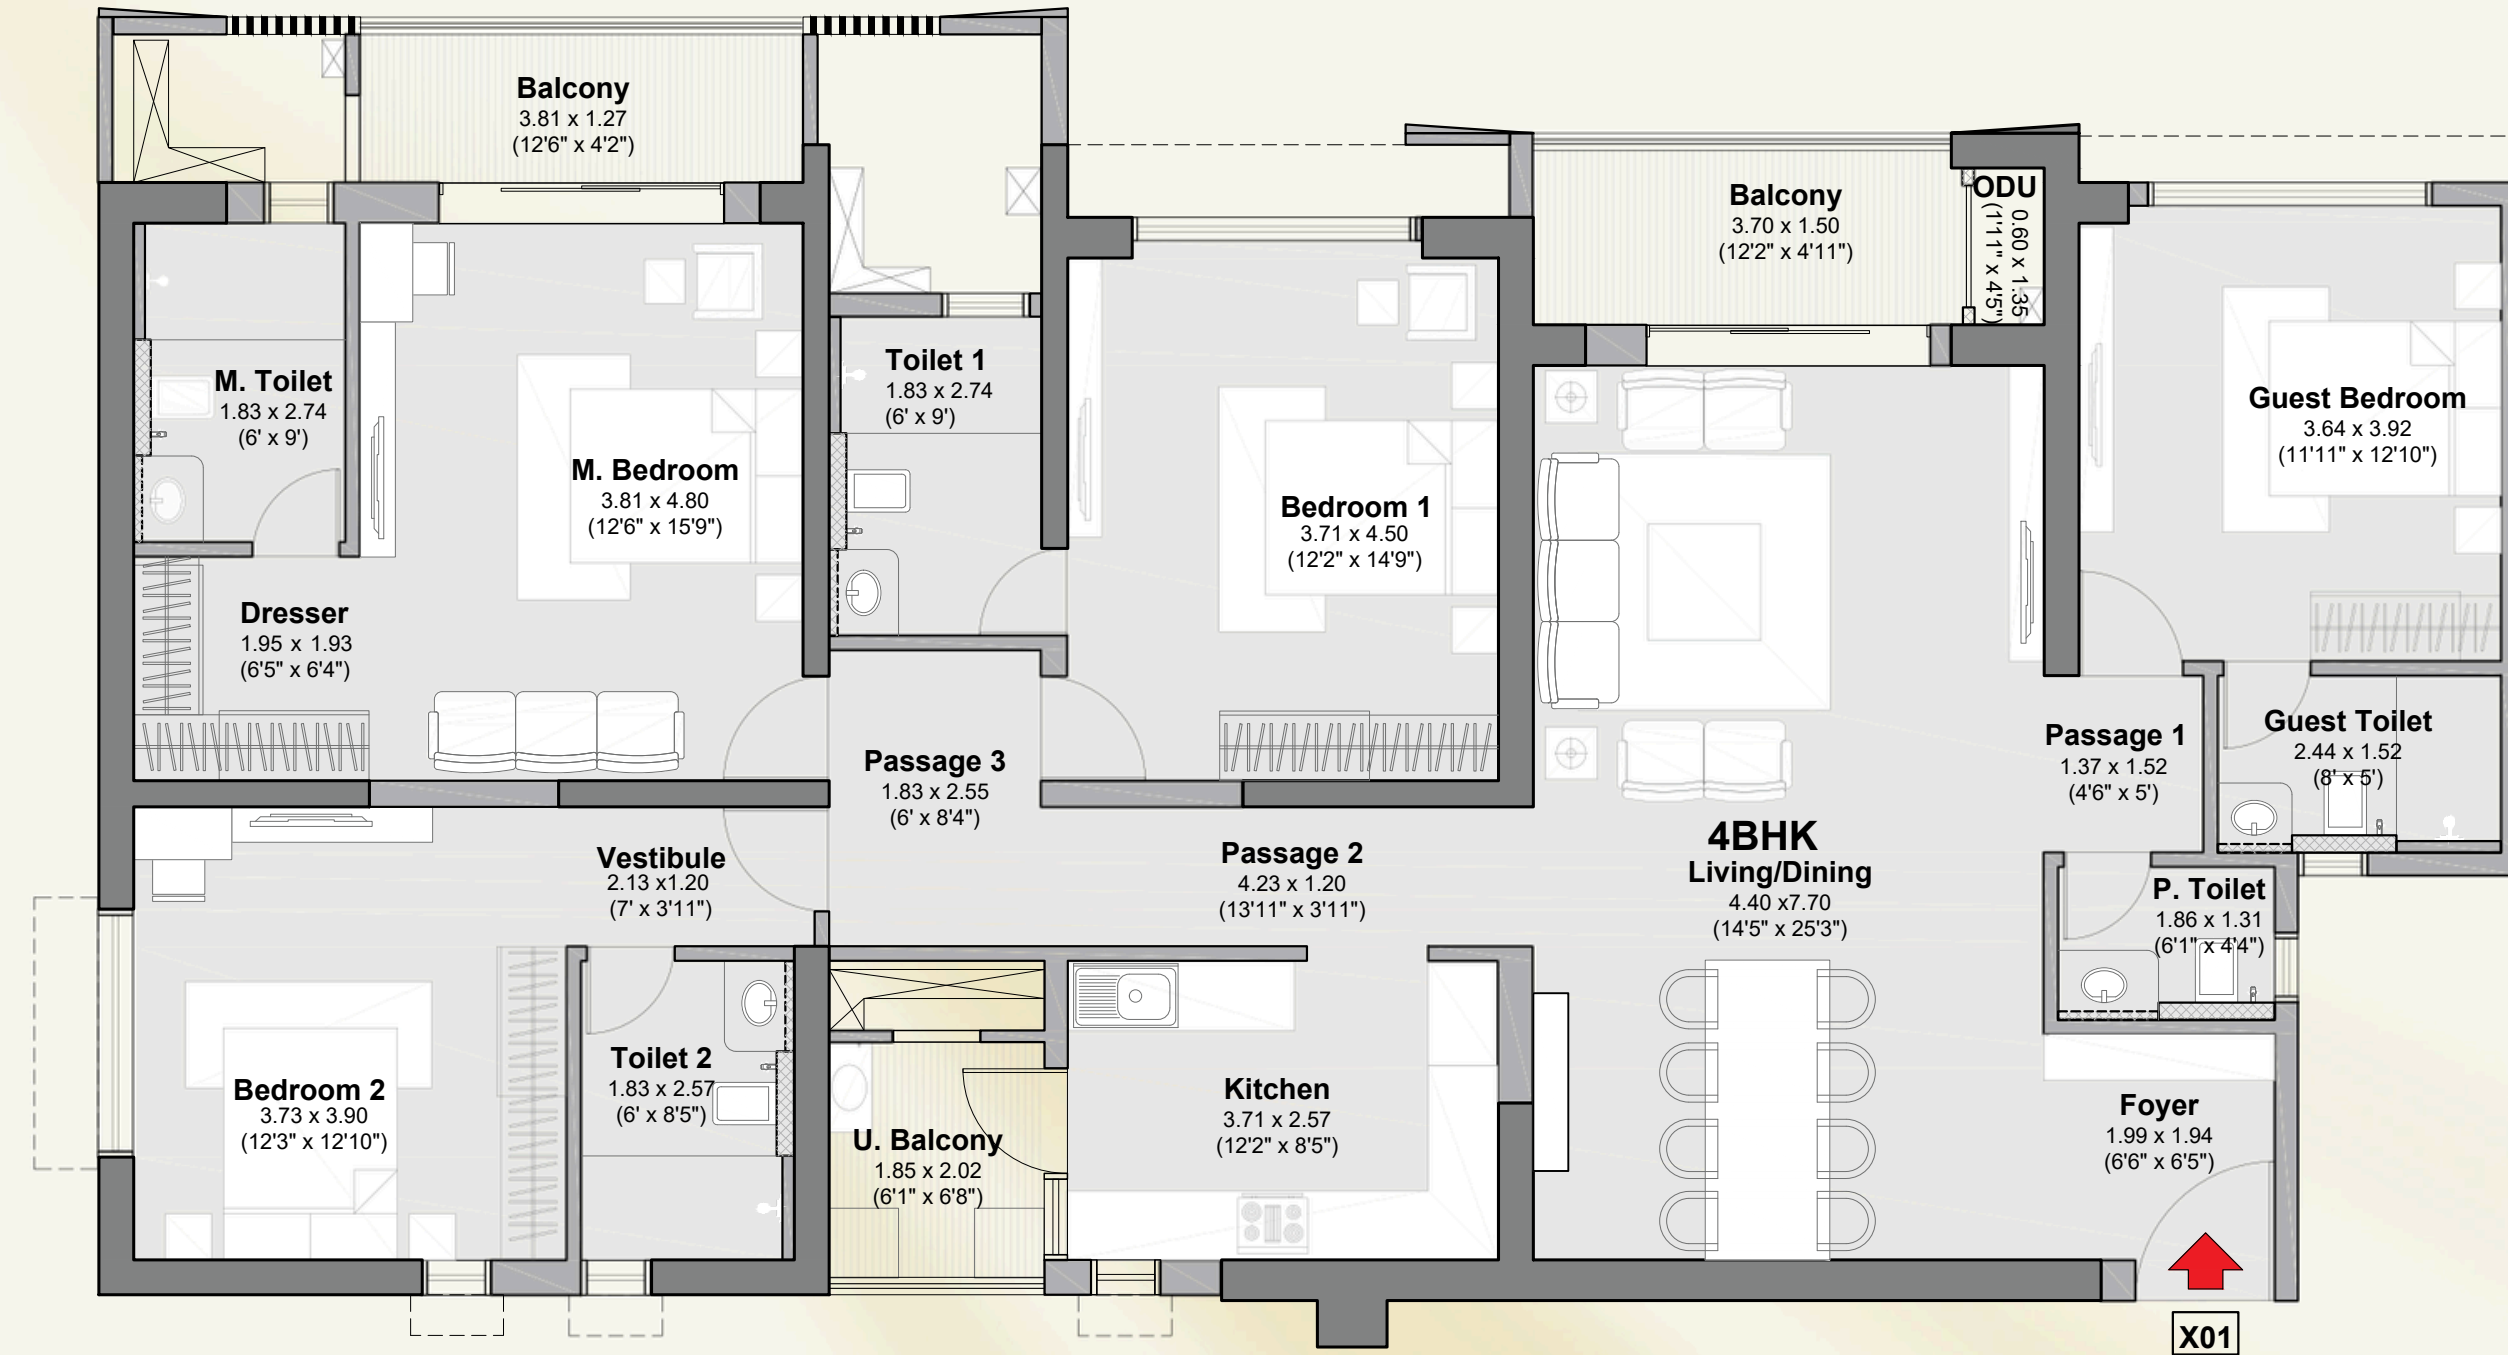 Balcony
3.81 x 1.27
(12'6" x 4'2")
Balcony
3.70 x 1.50
(12'2" x 4'11")
ODU
0.60 x 1.35
(1'11" x 4'5")
M. Toilet
1.83 x 2.74
(6' x 9')
M. Bedroom
3.81 x 4.80
(12'6" x 15'9")
Toilet 1
1.83 x 2.74
(6' x 9')
Bedroom 1
3.71 x 4.50
(12'2" x 14'9")
Guest Bedroom
3.64 x 3.92
(11'11" x 12'10")
Dresser
1.95 x 1.93
(6'5" x 6'4")
Passage 3
1.83 x 2.55
(6' x 8'4")
Passage 1
1.37 x 1.52
(4'6" x 5')
Guest Toilet
2.44 x 1.52
(8' x 5')
Vestibule
2.13 x1.20
(7' x 3'11")
Passage 2
4.23 x 1.20
(13'11" x 3'11")
4BHK
Living/Dining
4.40 x7.70
(14'5" x 25'3")
P. Toilet
1.86 x 1.31
(6'1" x 4'4")
Bedroom 2
3.73 x 3.90
(12'3" x 12'10")
Toilet 2
1.83 x 2.57
(6' x 8'5")
U. Balcony
1.85 x 2.02
(6'1" x 6'8")
Kitchen
3.71 x 2.57
(12'2" x 8'5")
Foyer
1.99 x 1.94
(6'6" x 6'5")
X01